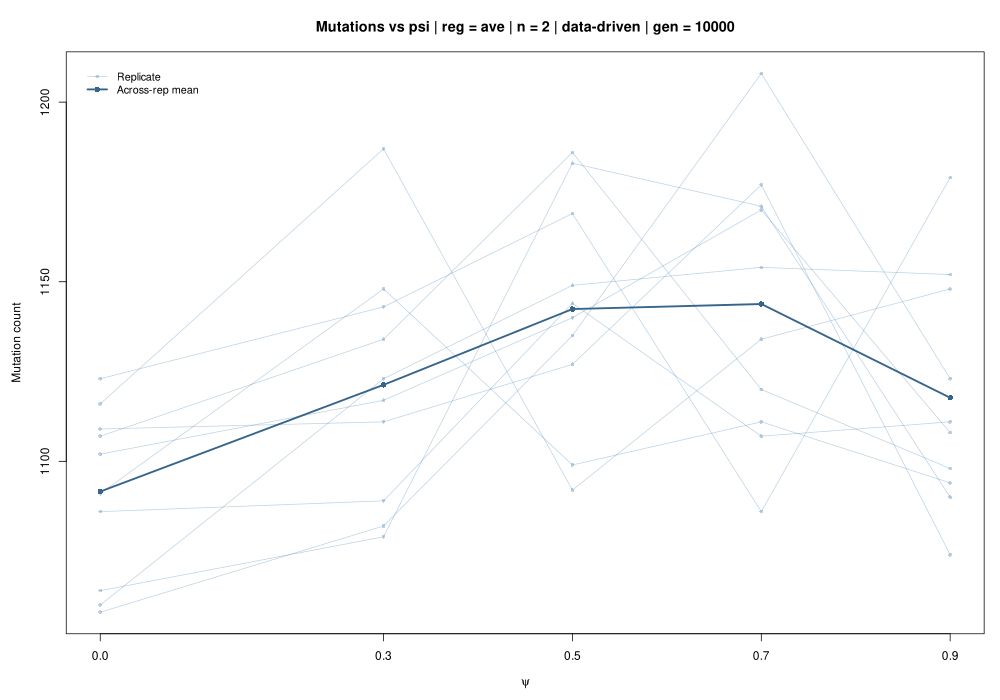 Mutations vs psi | reg = ave | n = 2 | data-driven | gen = 10000
Replicate
Across-rep mean
1200
1150
1100
Mutation count
0.0 0.3 0.5 0.7 0.9
ψ